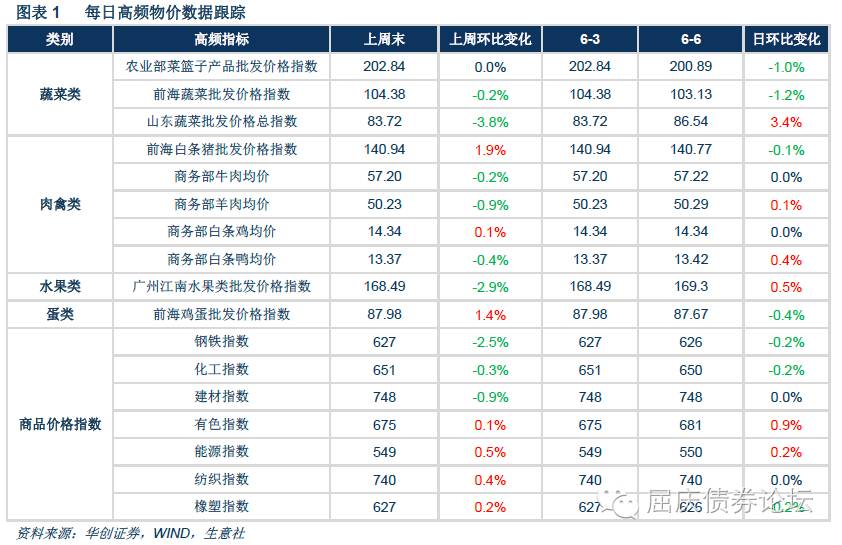 图表 1 每日高频物价数据跟踪
类别 高频指标 上周末 上周环比变化 6-3 6-6 日环比变化
蔬菜类
农业部菜篮子产品批发价格指数 202.84 0.0% 202.84 200.89 -1.0%
前海蔬菜批发价格指数 104.38 -0.2% 104.38 103.13 -1.2%
山东蔬菜批发价格总指数 83.72 -3.8% 83.72 86.54 3.4%
肉禽类
前海白条猪批发价格指数 140.94 1.9% 140.94 140.77 -0.1%
商务部牛肉均价 57.20 -0.2% 57.20 57.22 0.0%
商务部羊肉均价 50.23 -0.9% 50.23 50.29 0.1%
商务部白条鸡均价 14.34 0.1% 14.34 14.34 0.0%
商务部白条鸭均价 13.37 -0.4% 13.37 13.42 0.4%
水果类 广州江南水果类批发价格指数 168.49 -2.9% 168.49 169.3 0.5%
蛋类 前海鸡蛋批发价格指数 87.98 1.4% 87.98 87.67 -0.4%
商品价格指数
钢铁指数 627 -2.5% 627 626 -0.2%
化工指数 651 -0.3% 651 650 -0.2%
建材指数 748 -0.9% 748 748 0.0%
有色指数 675 0.1% 675 681 0.9%
能源指数 549 0.5% 549 550 0.2%
纺织指数 740 0.4% 740 740 0.0%
橡塑指数 627 0.2% 627 626 -0.2%
屈庆债券论坛
资料来源：华创证券，WIND，生意社